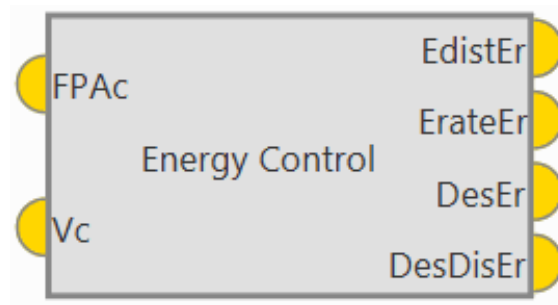 EdistEr
FPAc
ErateEr
Energy Control
DesEr
Vc
DesDisEr